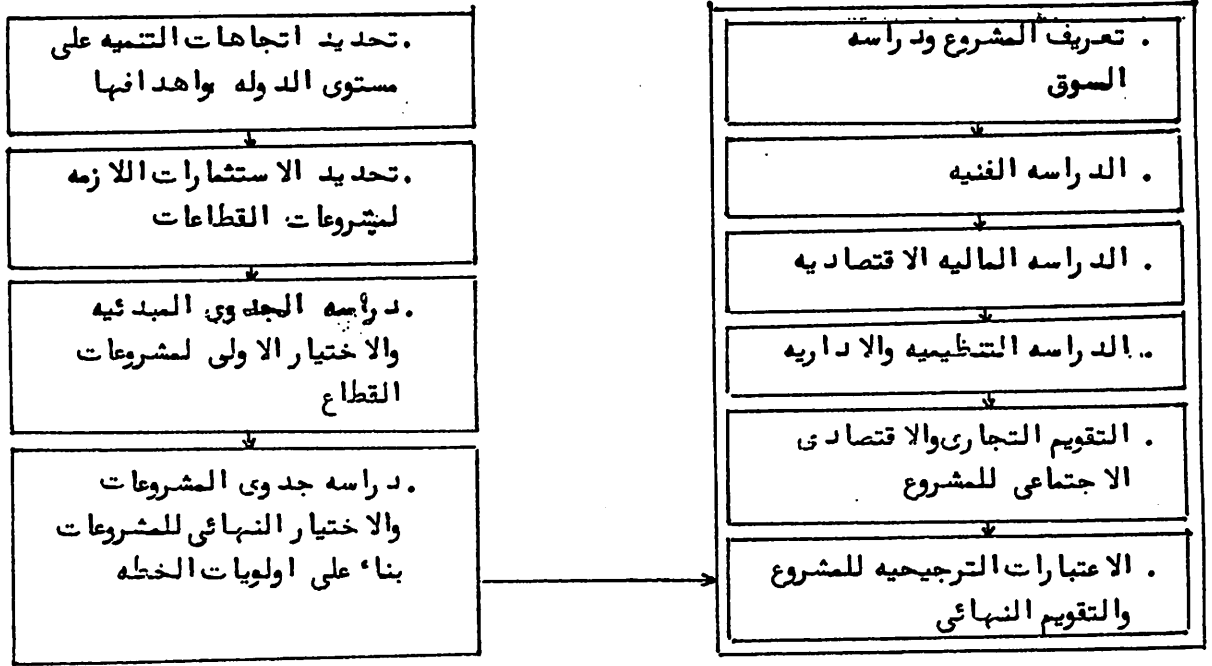 . تعريف المشروع ودراسه
السوق
. الدراسه الفنيه
. الدراسه الماليه الاقتصاديه
. الدراسه التنظيميه والاداريه
. التقويم التجارى والاقتصادى
الاجتماعى للمشروع
. الاعتبارات الترجيحيه للمشروع
والتقويم النهائى
. تحديد اتجاهات التنميه على
مستوى الدوله واهدافها
. تحديد الاستثمارات اللازمه
لمشروعات القطاعات
. دراسه الجدوى المبدئيه
والاختيار الاولى لمشروعات
القطاع
. دراسه جدوى المشروعات
والاختيار النهائى للمشروعات
بناء على اولويات الخطه